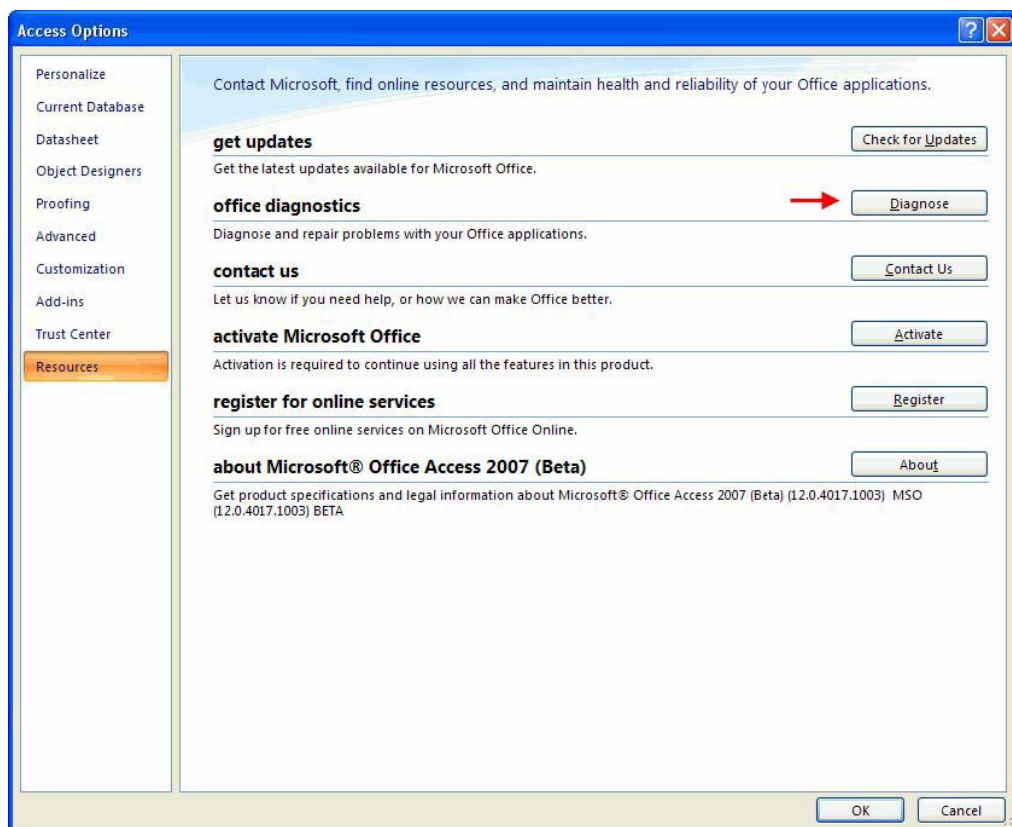 Access Options
Personalize
Current Database
Datasheet
Object Designers
Proofing
Advanced
Customization
Add-ins
Trust Center
Resources
Contact Microsoft, find online resources, and maintain health and reliability of your Office applications.
get updates
Check for Updates
Get the latest updates available for Microsoft Office.
office diagnostics
Diagnose
Diagnose and repair problems with your Office applications.
contact us
Contact Us
Let us know if you need help, or how we can make Office better.
activate Microsoft Office
Activate
Activation is required to continue using all the features in this product.
register for online services
Register
Sign up for free online services on Microsoft Office Online.
about Microsoft® Office Access 2007 (Beta)
About
Get product specifications and legal information about Microsoft® Office Access 2007 (Beta) (12.0.4017.1003) MSO
(12.0.4017.1003) BETA
OK
Cancel